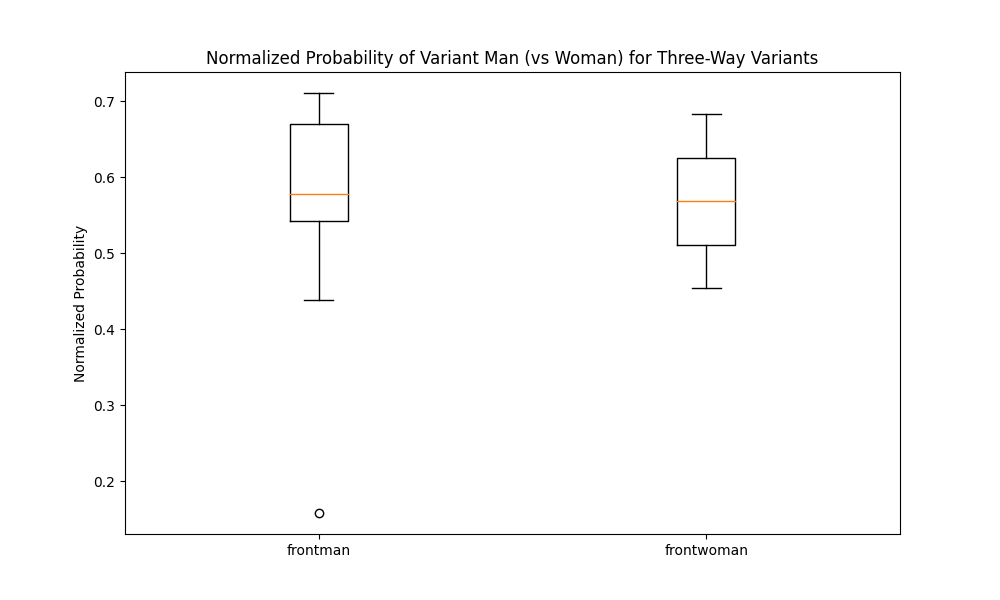 Normalized Probability of Variant Man (vs Woman) for Three-Way Variants
Normalized Probability
0.7
0.6
0.5
0.4
0.3
0.2
frontman
frontwoman